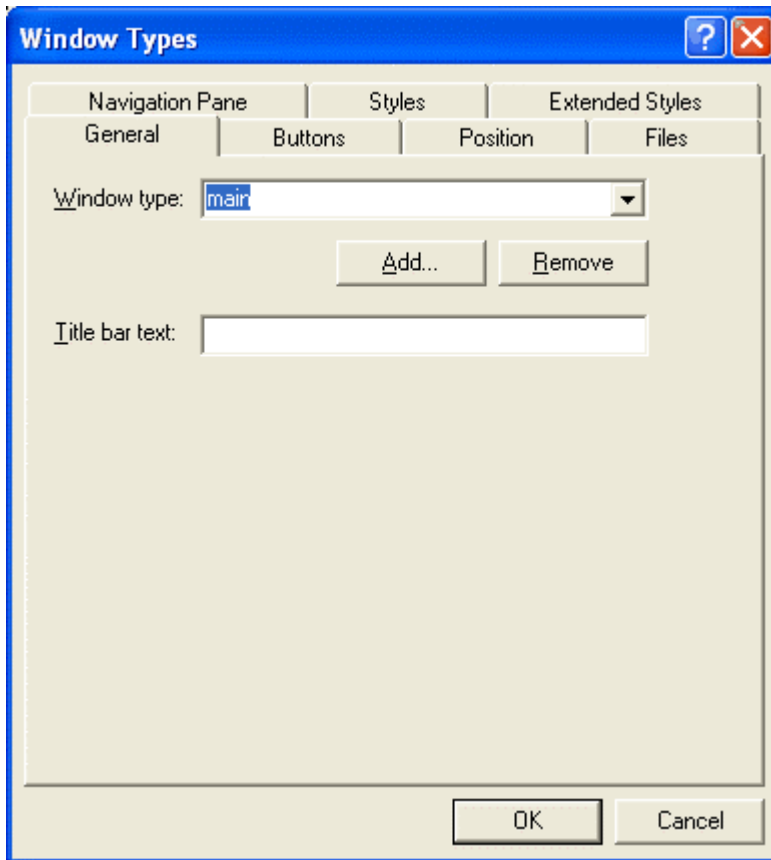 Window Types
Navigation Pane Styles Extended Styles
General Buttons Position Files
Window type: main
Add... Remove
Title bar text:
OK Cancel